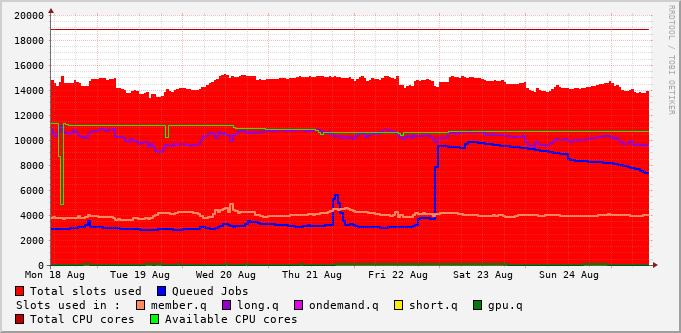 RRDTOOL / TOBI OETIKER
20000
18000
16000
14000
12000
10000
8000
6000
4000
2000
0
Mon 18 Aug Tue 19 Aug Wed 20 Aug Thu 21 Aug Fri 22 Aug Sat 23 Aug Sun 24 Aug
Total slots used Queued Jobs
Slots used in : member.q long.q ondemand.q short.q gpu.q
Total CPU cores Available CPU cores